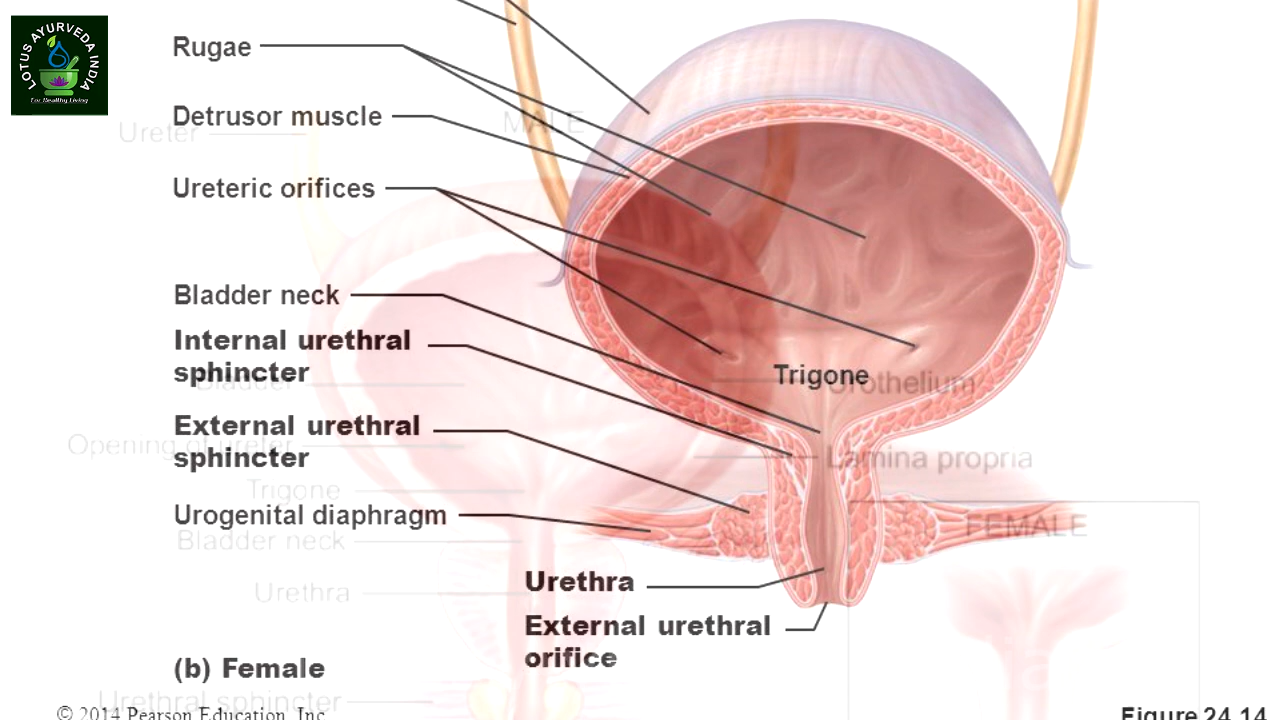 LOTUS AYURVEDA INDIA
For Healthy Living
Rugae
Detrusor muscle
Ureter
MALE
Ureteric orifices
Bladder neck
Internal urethral
sphincter
Bladder
Trigone
Urothelium
External urethral
sphincter
Opening of ureter
Lamina propria
Trigone
Urogenital diaphragm
FEMALE
Bladder neck
Urethra
Urethra
External urethral
orifice
(b) Female
Urethral sphincter
© 2014 Pearson Education, Inc
Figure 24.14